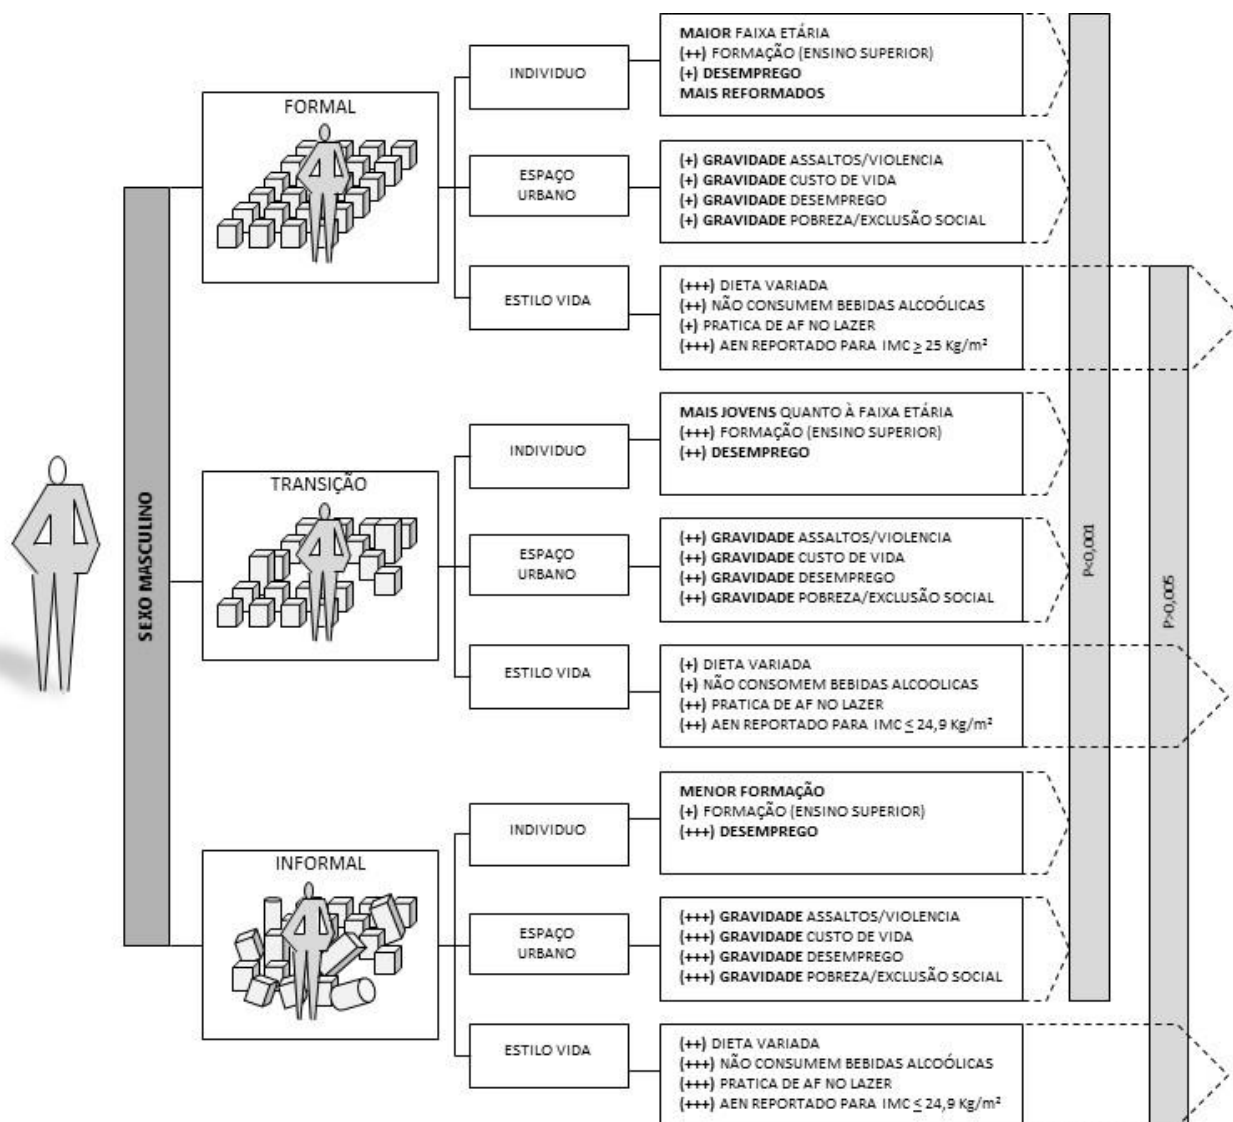 SEXO MASCULINO
FORMAL
INDIVIDUO
MAIOR FAIXA ETÁRIA
(++) FORMAÇÃO (ENSINO SUPERIOR)
(+) DESEMPREGO
MAIS REFORMADOS
ESPAÇO
URBANO
(+) GRAVIDADE ASSALTOS/VIOLENCIA
(+) GRAVIDADE CUSTO DE VIDA
(+) GRAVIDADE DESEMPREGO
(+) GRAVIDADE POBREZA/EXCLUSÃO SOCIAL
ESTILO VIDA
(+++) DIETA VARIADA
(++) NÃO CONSUMEM BEBIDAS ALCOÓLICAS
(+) PRATICA DE AF NO LAZER
(+++) AEN REPORTADO PARA IMC ≥ 25 Kg/m²
TRANSIÇÃO
INDIVIDUO
MAIS JOVENS QUANTO À FAIXA ETÁRIA
(+++) FORMAÇÃO (ENSINO SUPERIOR)
(++) DESEMPREGO
ESPAÇO
URBANO
(++) GRAVIDADE ASSALTOS/VIOLENCIA
(++) GRAVIDADE CUSTO DE VIDA
(++) GRAVIDADE DESEMPREGO
(++) GRAVIDADE POBREZA/EXCLUSÃO SOCIAL
ESTILO VIDA
(+) DIETA VARIADA
(+) NÃO CONSOMEM BEBIDAS ALCOOLICAS
(++) PRATICA DE AF NO LAZER
(++) AEN REPORTADO PARA IMC ≤ 24,9 Kg/m²
INFORMAL
INDIVIDUO
MENOR FORMAÇÃO
(+) FORMAÇÃO (ENSINO SUPERIOR)
(+++) DESEMPREGO
ESPAÇO
URBANO
(+++) GRAVIDADE ASSALTOS/VIOLENCIA
(+++) GRAVIDADE CUSTO DE VIDA
(+++) GRAVIDADE DESEMPREGO
(+++) GRAVIDADE POBREZA/EXCLUSÃO SOCIAL
ESTILO VIDA
(++) DIETA VARIADA
(+++) NÃO CONSUMEM BEBIDAS ALCOÓLICAS
(+++) PRATICA DE AF NO LAZER
(+++) AEN REPORTADO PARA IMC ≤ 24,9 Kg/m²
P<0,001
P>0,005